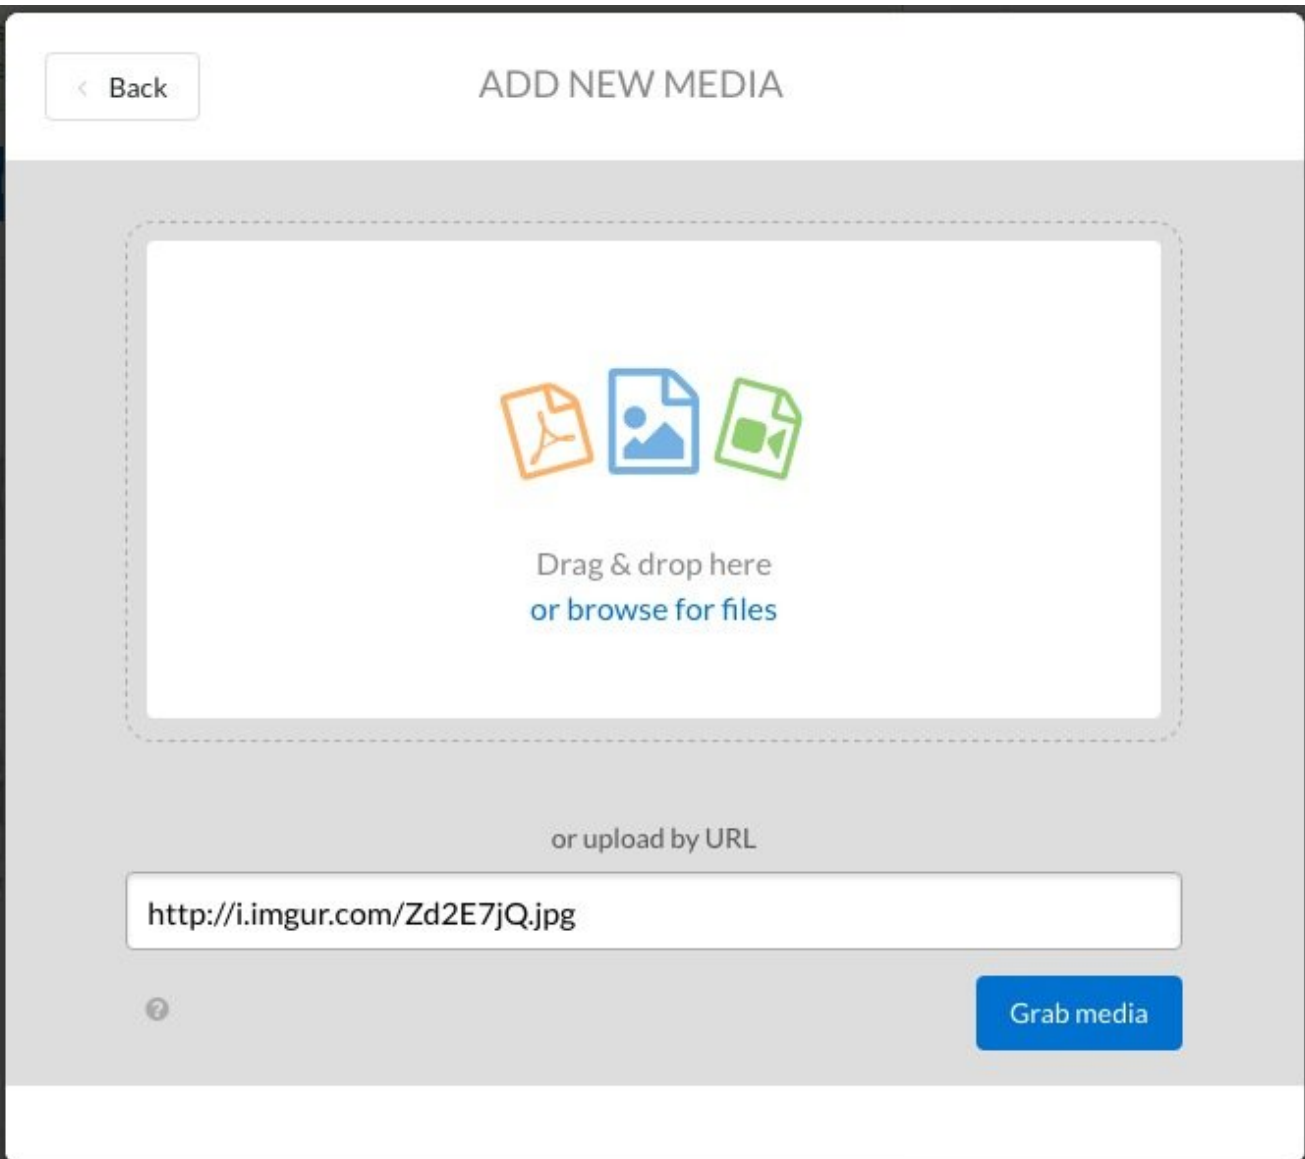 Back
ADD NEW MEDIA
Drag & drop here
or browse for files
or upload by URL
http://i.imgur.com/Zd2E7jQ.jpg
Grab media